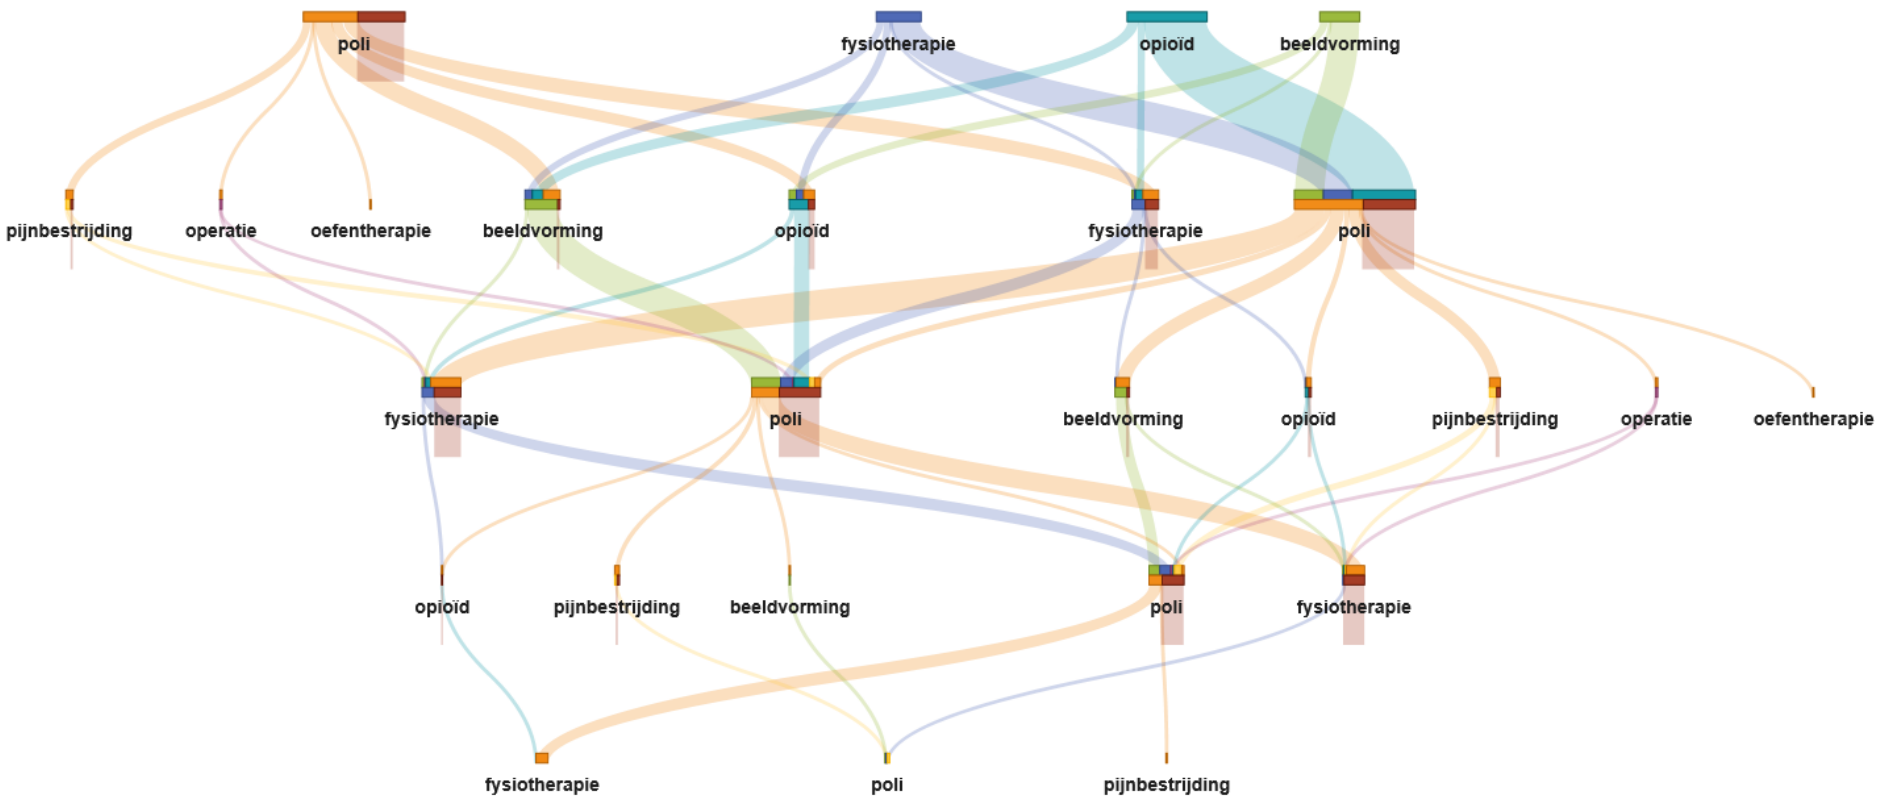 poli
fysiotherapie
opioïd
beeldvorming
pijnbestrijding
operatie
oefentherapie
beeldvorming
opioïd
fysiotherapie
poli
fysiotherapie
poli
beeldvorming
opioïd
pijnbestrijding
operatie
oefentherapie
opioïd
pijnbestrijding
beeldvorming
poli
fysiotherapie
fysiotherapie
poli
pijnbestrijding